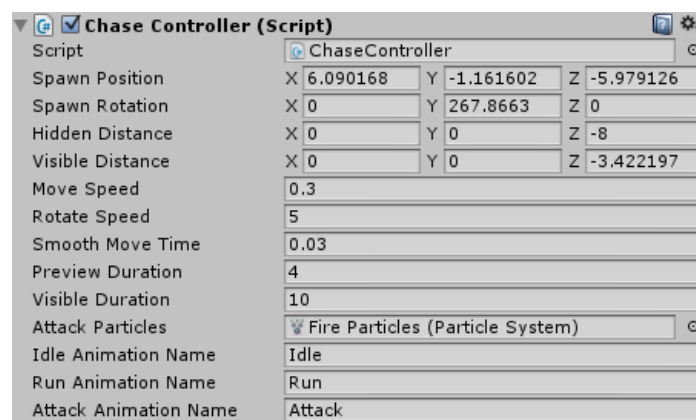 Chase Controller (Script)
Script ChaseController
Spawn Position X 6.090168 Y -1.161602 Z -5.979126
Spawn Rotation X 0 Y 267.8663 Z 0
Hidden Distance X 0 Y 0 Z -8
Visible Distance X 0 Y 0 Z -3.422197
Move Speed 0.3
Rotate Speed 5
Smooth Move Time 0.03
Preview Duration 4
Visible Duration 10
Attack Particles Fire Particles (Particle System)
Idle Animation Name Idle
Run Animation Name Run
Attack Animation Name Attack